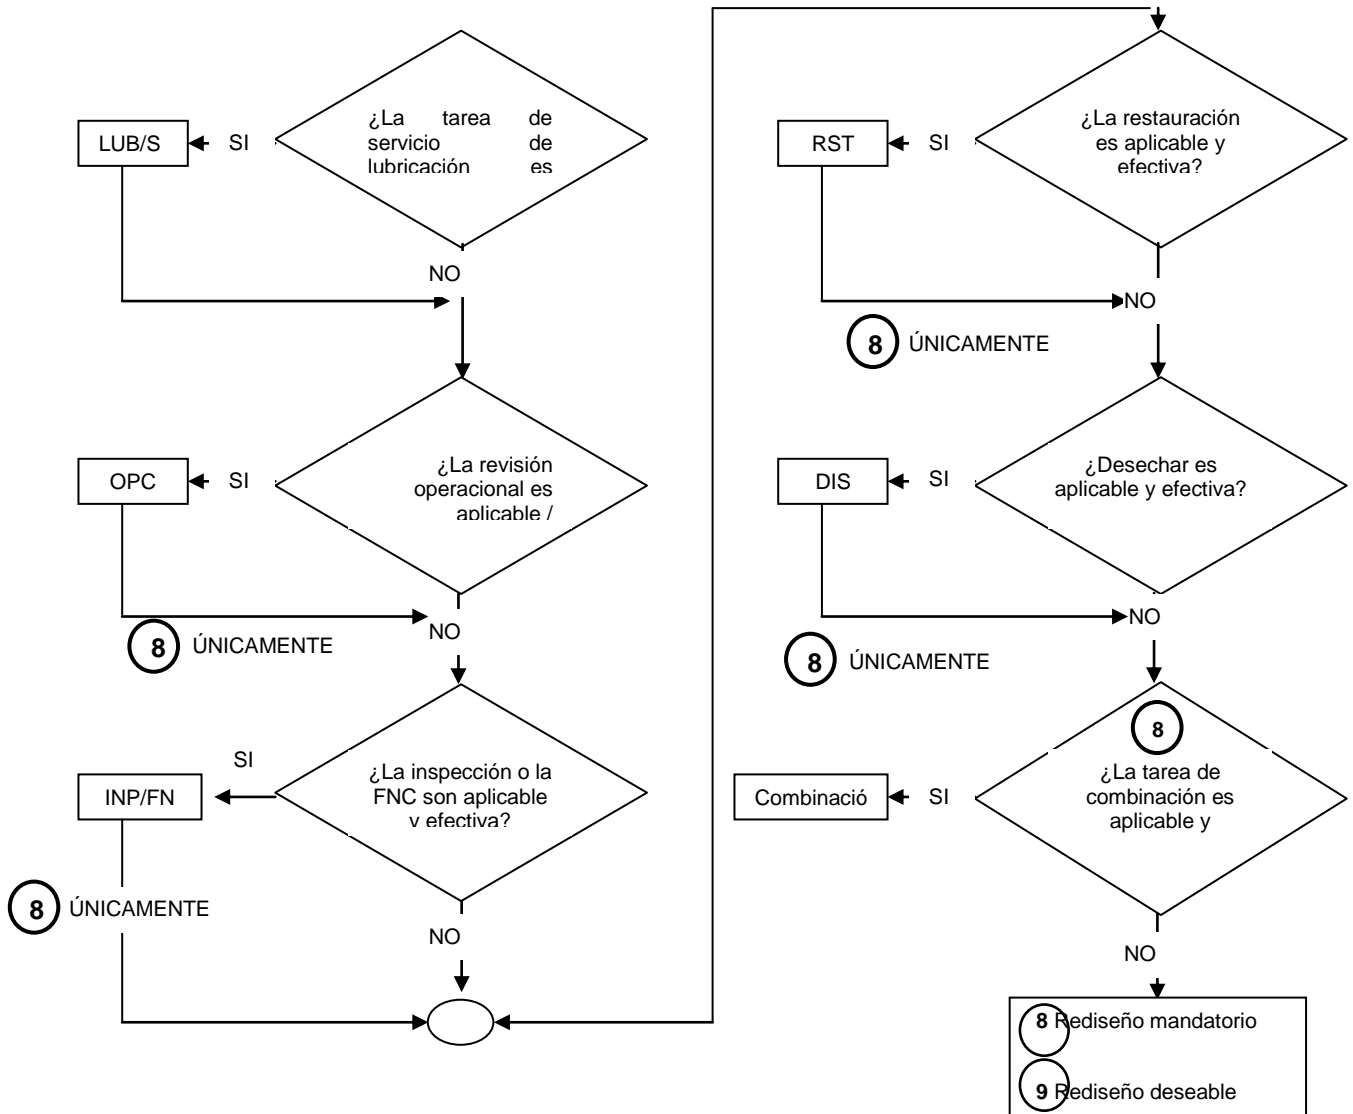 ¿La tarea de
servicio de
lubricación es
LUB/S
SI
NO
¿La revisión
operacional es
aplicable /
OPC
SI
NO
8 ÚNICAMENTE
¿La inspección o la
FNC son aplicable
y efectiva?
SI
INP/FN
8 ÚNICAMENTE
NO
¿La restauración
es aplicable y
efectiva?
RST
SI
NO
8 ÚNICAMENTE
¿Desechar es
aplicable y efectiva?
DIS
SI
NO
8 ÚNICAMENTE
8
¿La tarea de
combinación es
aplicable y
Combinació
SI
NO
8 Rediseño mandatorio
9 Rediseño deseable